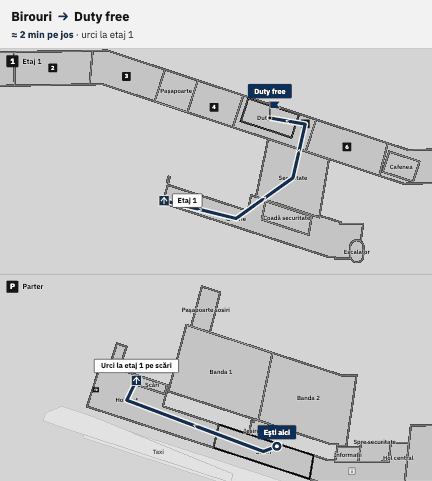 Birouri → Duty free
≈ 2 min pe jos · urci la etaj 1
1 Etaj 1
2
3
Pașapoarte
4
Duty free
6
Cafenea
Etaj 1
Coadă securitate
Escalator
P Parter
Pașapoarte sosiri
Urci la etaj 1 pe scări
Scări
Banda 1
Banda 2
Ești aici
Taxi
Informații
Spre securitate
Hol central